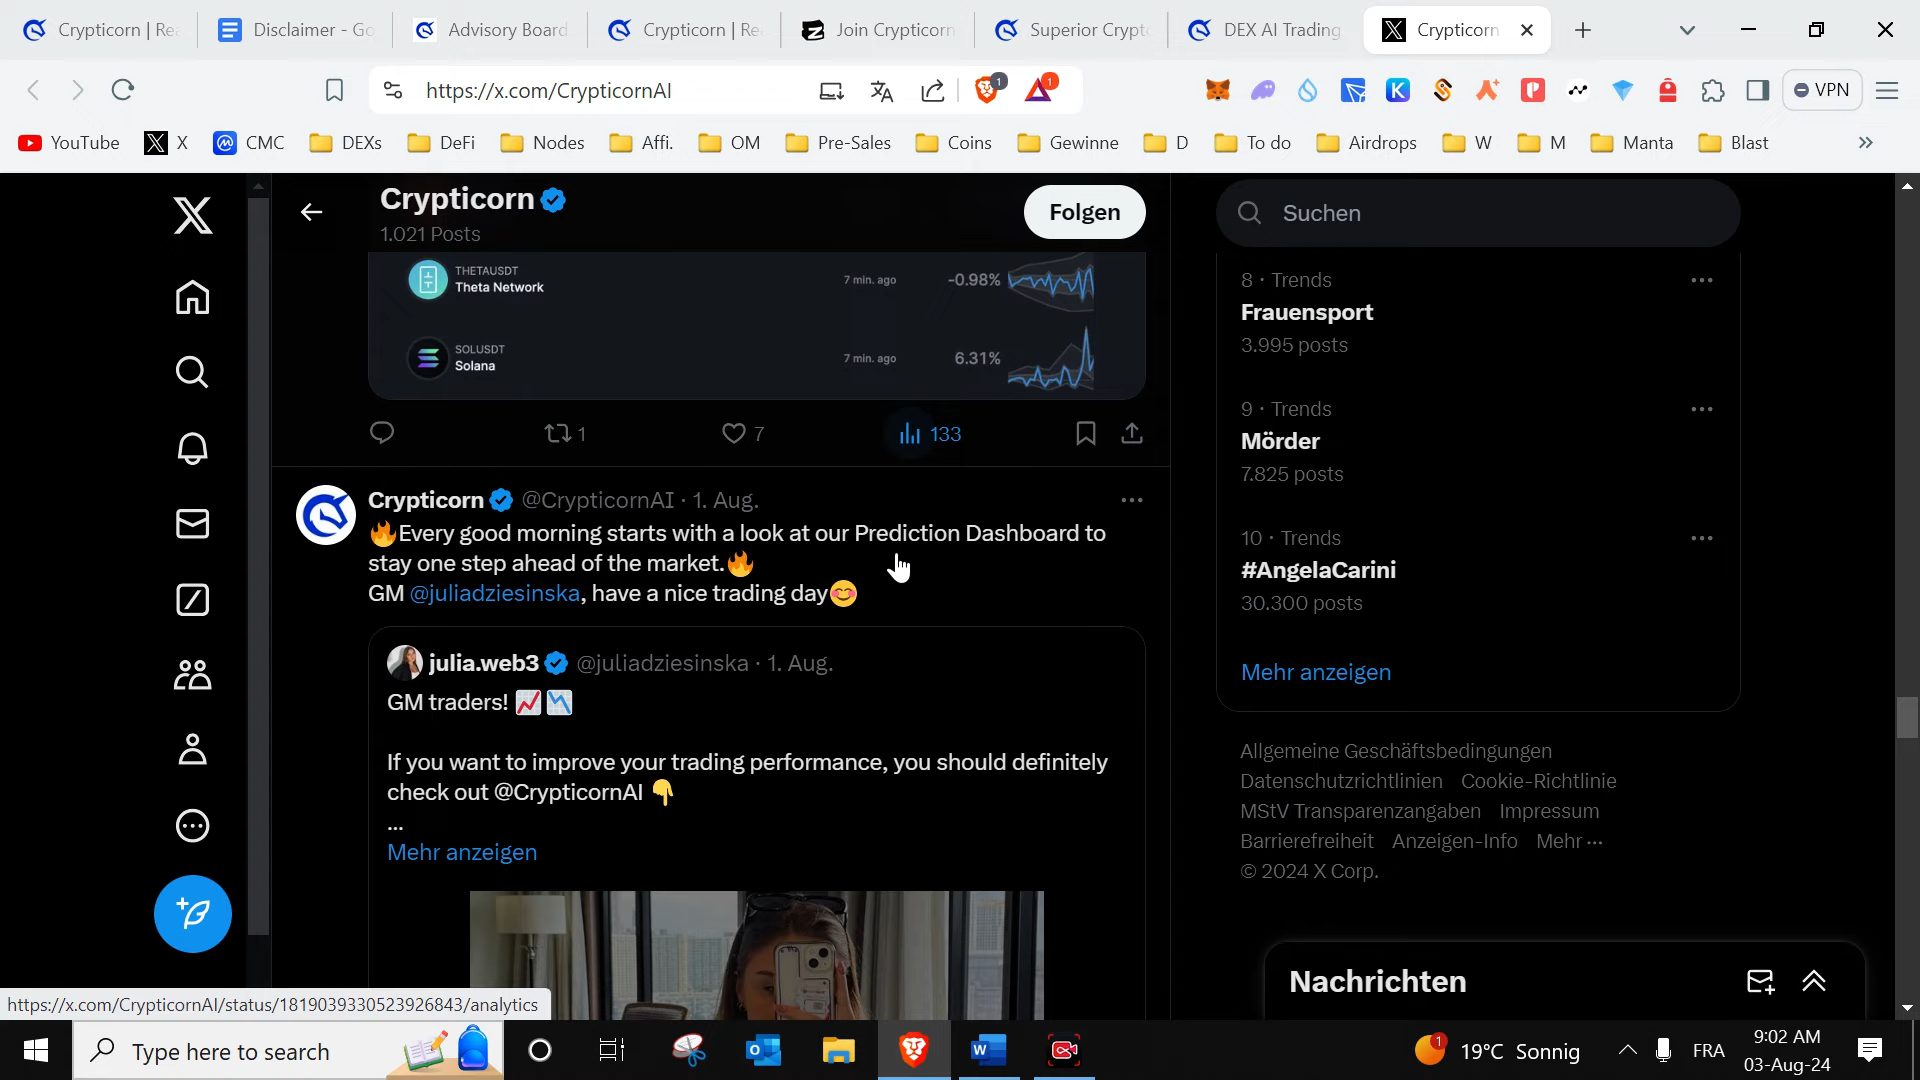 Crypticorn | Re
Disclaimer - Go
Advisory Board
Crypticorn | Re
Join Crypticorn
Superior Crypto
DEX AI Trading
Crypticorn
https://x.com/CrypticornAI
1
1
VPN
YouTube
X
CMC
DEXs
DeFi
Nodes
Affi.
OM
Pre-Sales
Coins
Gewinne
D
To do
Airdrops
W
M
Manta
Blast
Crypticorn
1.021 Posts
Folgen
THETAUSDT
Theta Network
7 min. ago
-0.98%
SOLUSDT
Solana
7 min. ago
6.31%
1
7
133
Crypticorn @CrypticornAI · 1. Aug.
🔥Every good morning starts with a look at our Prediction Dashboard to
stay one step ahead of the market.🔥
GM @juliadziesinska, have a nice trading day😊
julia.web3 @juliadziesinska · 1. Aug.
GM traders! 📈📉
If you want to improve your trading performance, you should definitely
check out @CrypticornAI 👇
...
Mehr anzeigen
Suchen
8 · Trends
Frauensport
3.995 posts
9 · Trends
Mörder
7.825 posts
10 · Trends
#AngelaCarini
30.300 posts
Mehr anzeigen
Allgemeine Geschäftsbedingungen
Datenschutzrichtlinien Cookie-Richtlinie
MStV Transparenzangaben Impressum
Barrierefreiheit Anzeigen-Info Mehr ...
© 2024 X Corp.
Nachrichten
https://x.com/CrypticornAI/status/1819039330523926843/analytics
Type here to search
1
19°C Sonnig
FRA
9:02 AM
03-Aug-24